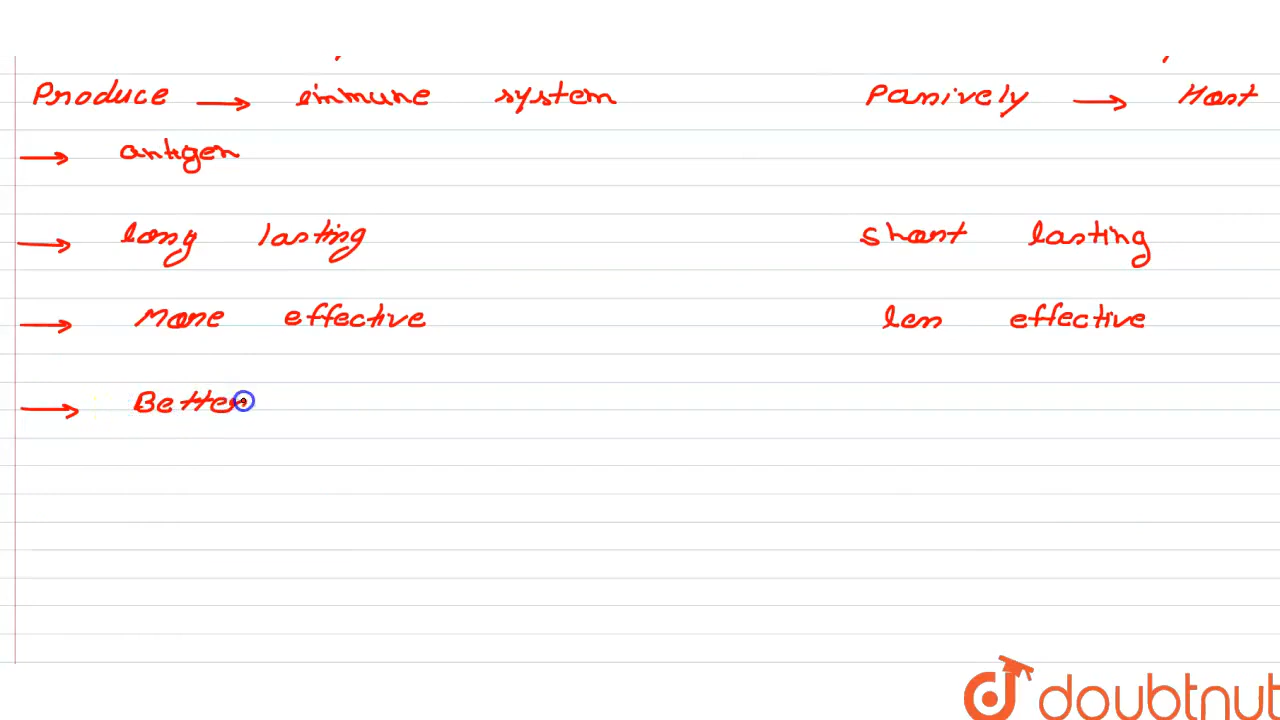 Produce → immune system Passively → Host
→ antigen
→ long lasting short lasting
→ More effective less effective
→ Better
doubtnut